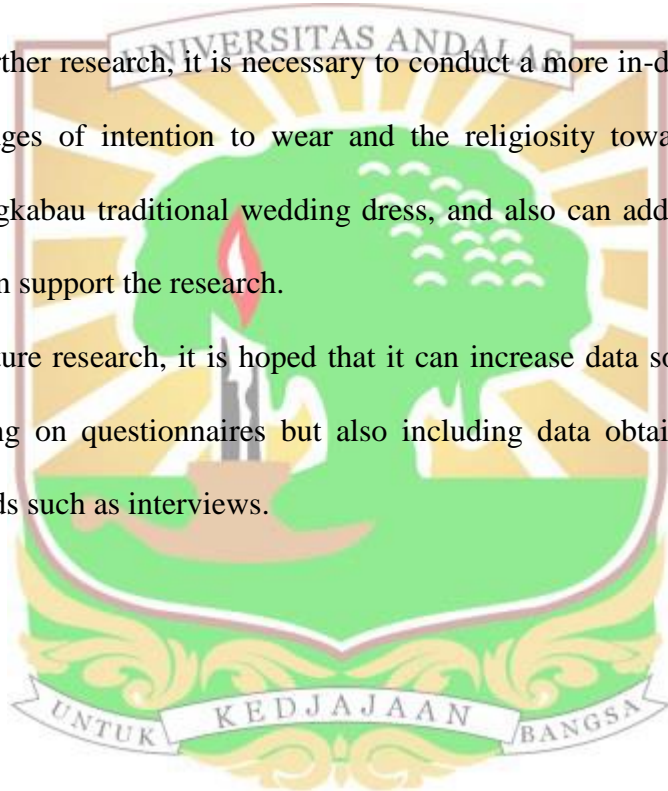 UNIVERSITAS ANDALAS
rther research, it is necessary to conduct a more in-d
ges of intention to wear and the religiosity towa
gkabau traditional wedding dress, and also can add
n support the research.
ture research, it is hoped that it can increase data so
ng on questionnaires but also including data obtai
ds such as interviews.
UNTUK KEDJAJAAN BANGSA